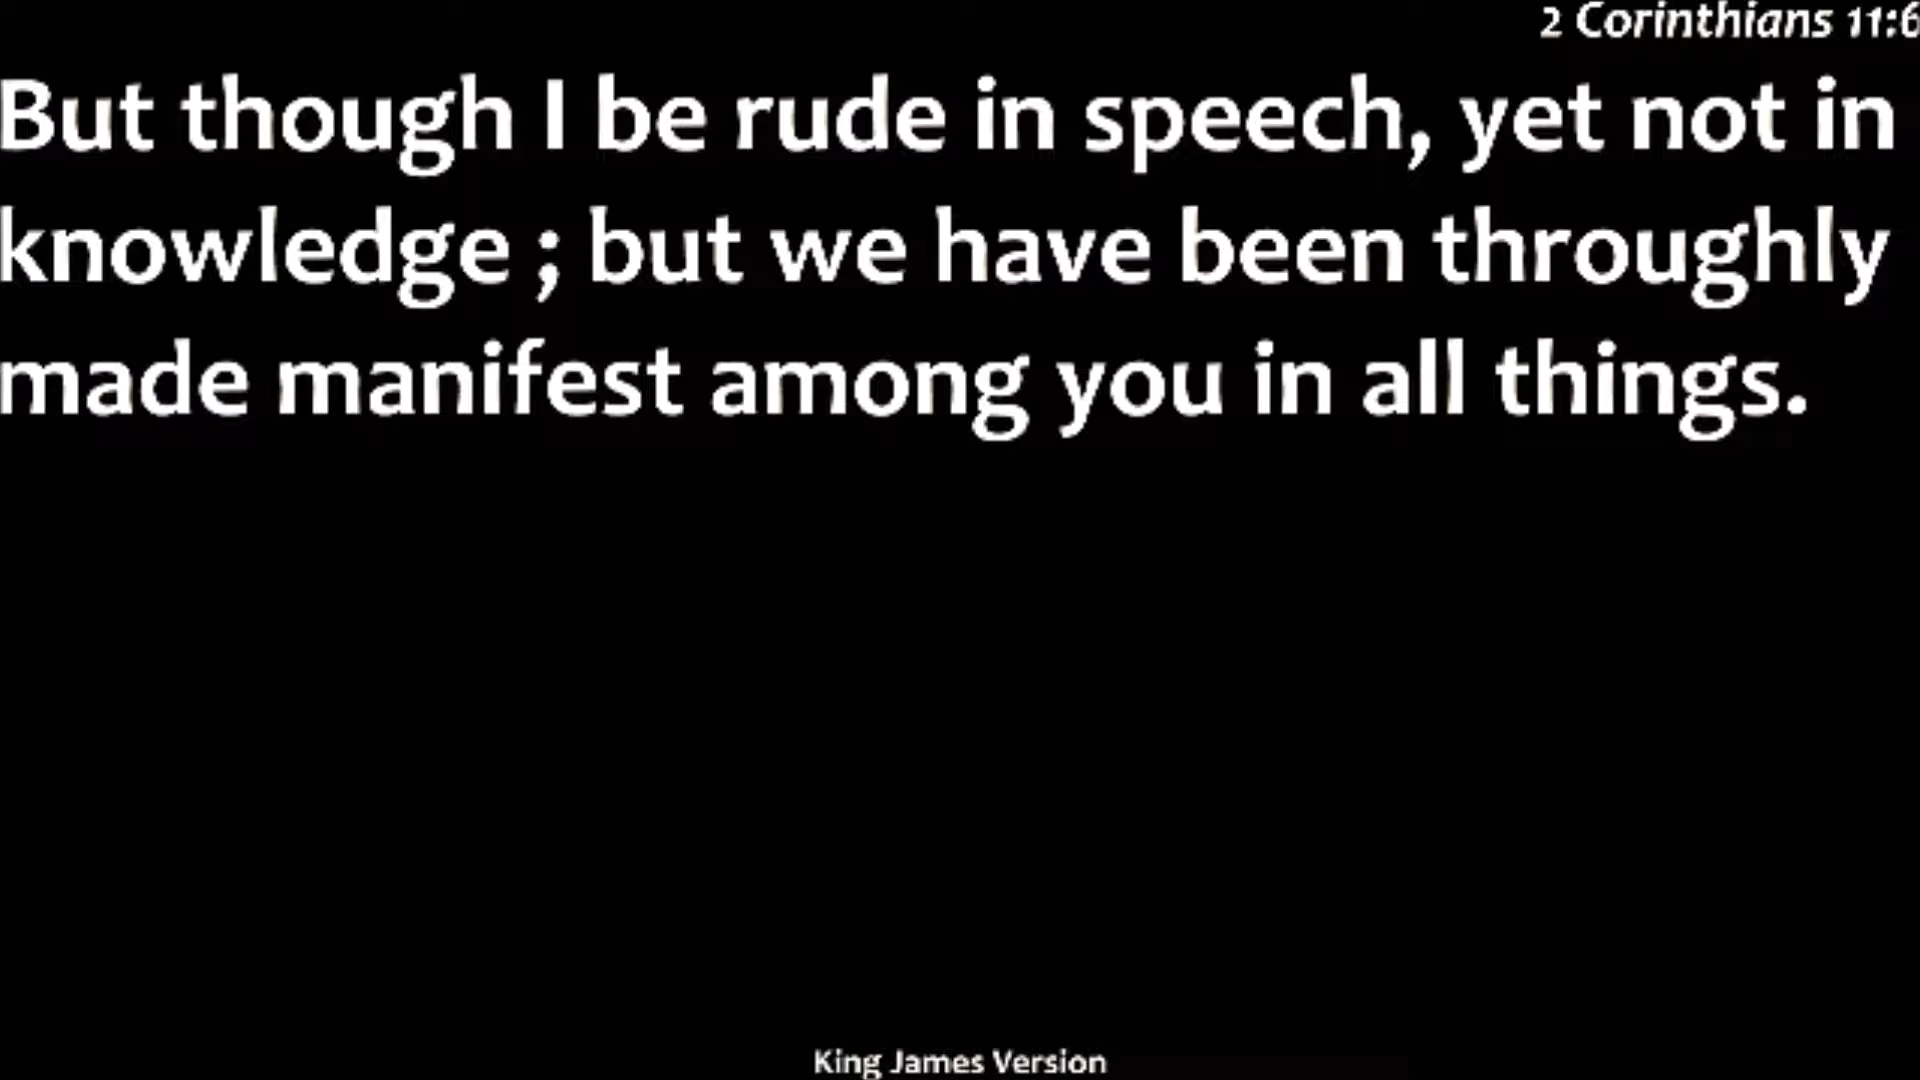 2 Corinthians 11:6
But though I be rude in speech, yet not in
knowledge ; but we have been throughly
made manifest among you in all things.
King James Version